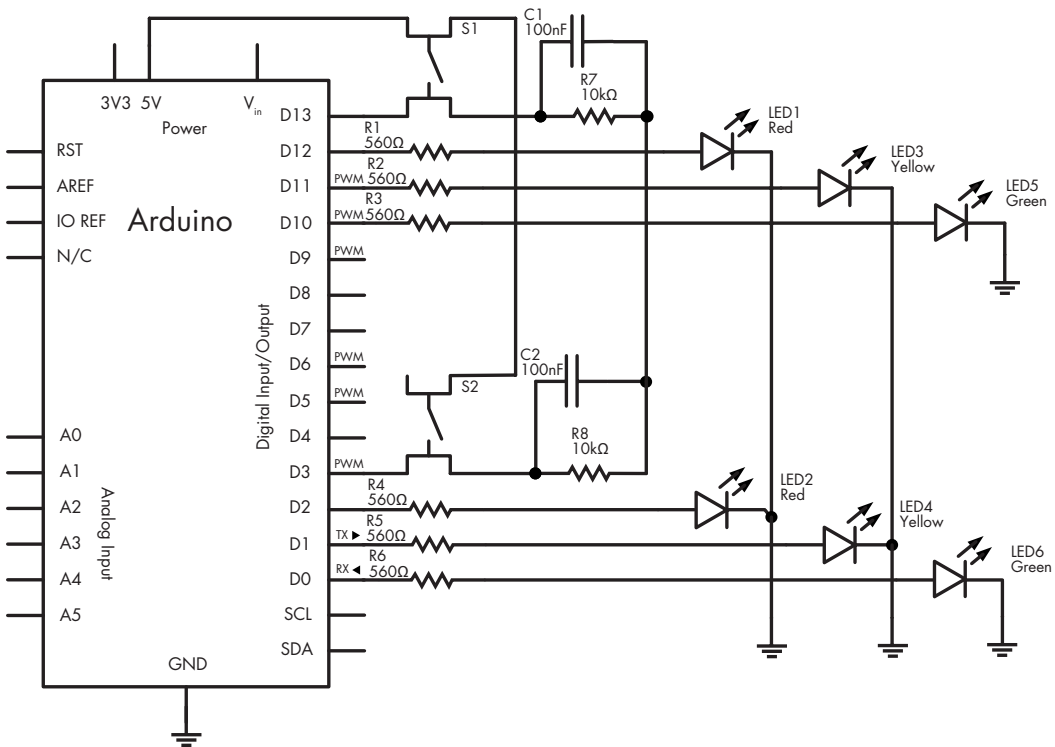 C1
100nF
S1
R7
10kΩ
3V3 5V
Vin
Power
D13
R1
560Ω
LED1
Red
RST
D12
R2
PWM 560Ω
LED3
Yellow
AREF
D11
R3
PWM 560Ω
LED5
Green
IO REF
Arduino
D10
N/C
D9
PWM
D8
D7
Digital Input/Output
D6
PWM
C2
100nF
S2
D5
PWM
A0
D4
R8
10kΩ
A1
D3
PWM
R4
560Ω
LED2
Red
A2
D2
R5
TX 560Ω
LED4
Yellow
A3
Analog Input
D1
R6
RX 560Ω
LED6
Green
A4
D0
A5
SCL
SDA
GND